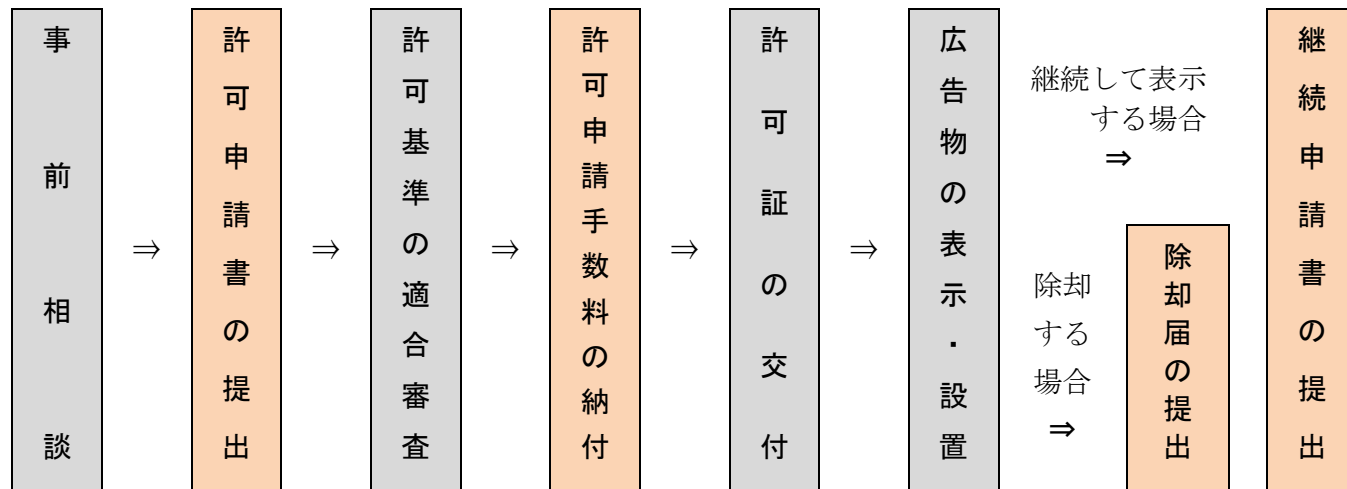 事前相談
⇒
許可申請書の提出
⇒
許可基準の適合審査
⇒
許可申請手数料の納付
⇒
許可証の交付
⇒
広告物の表示・設置
継続して表示
する場合
⇒
継続申請書の提出
除却
する
場合
⇒
除却届の提出